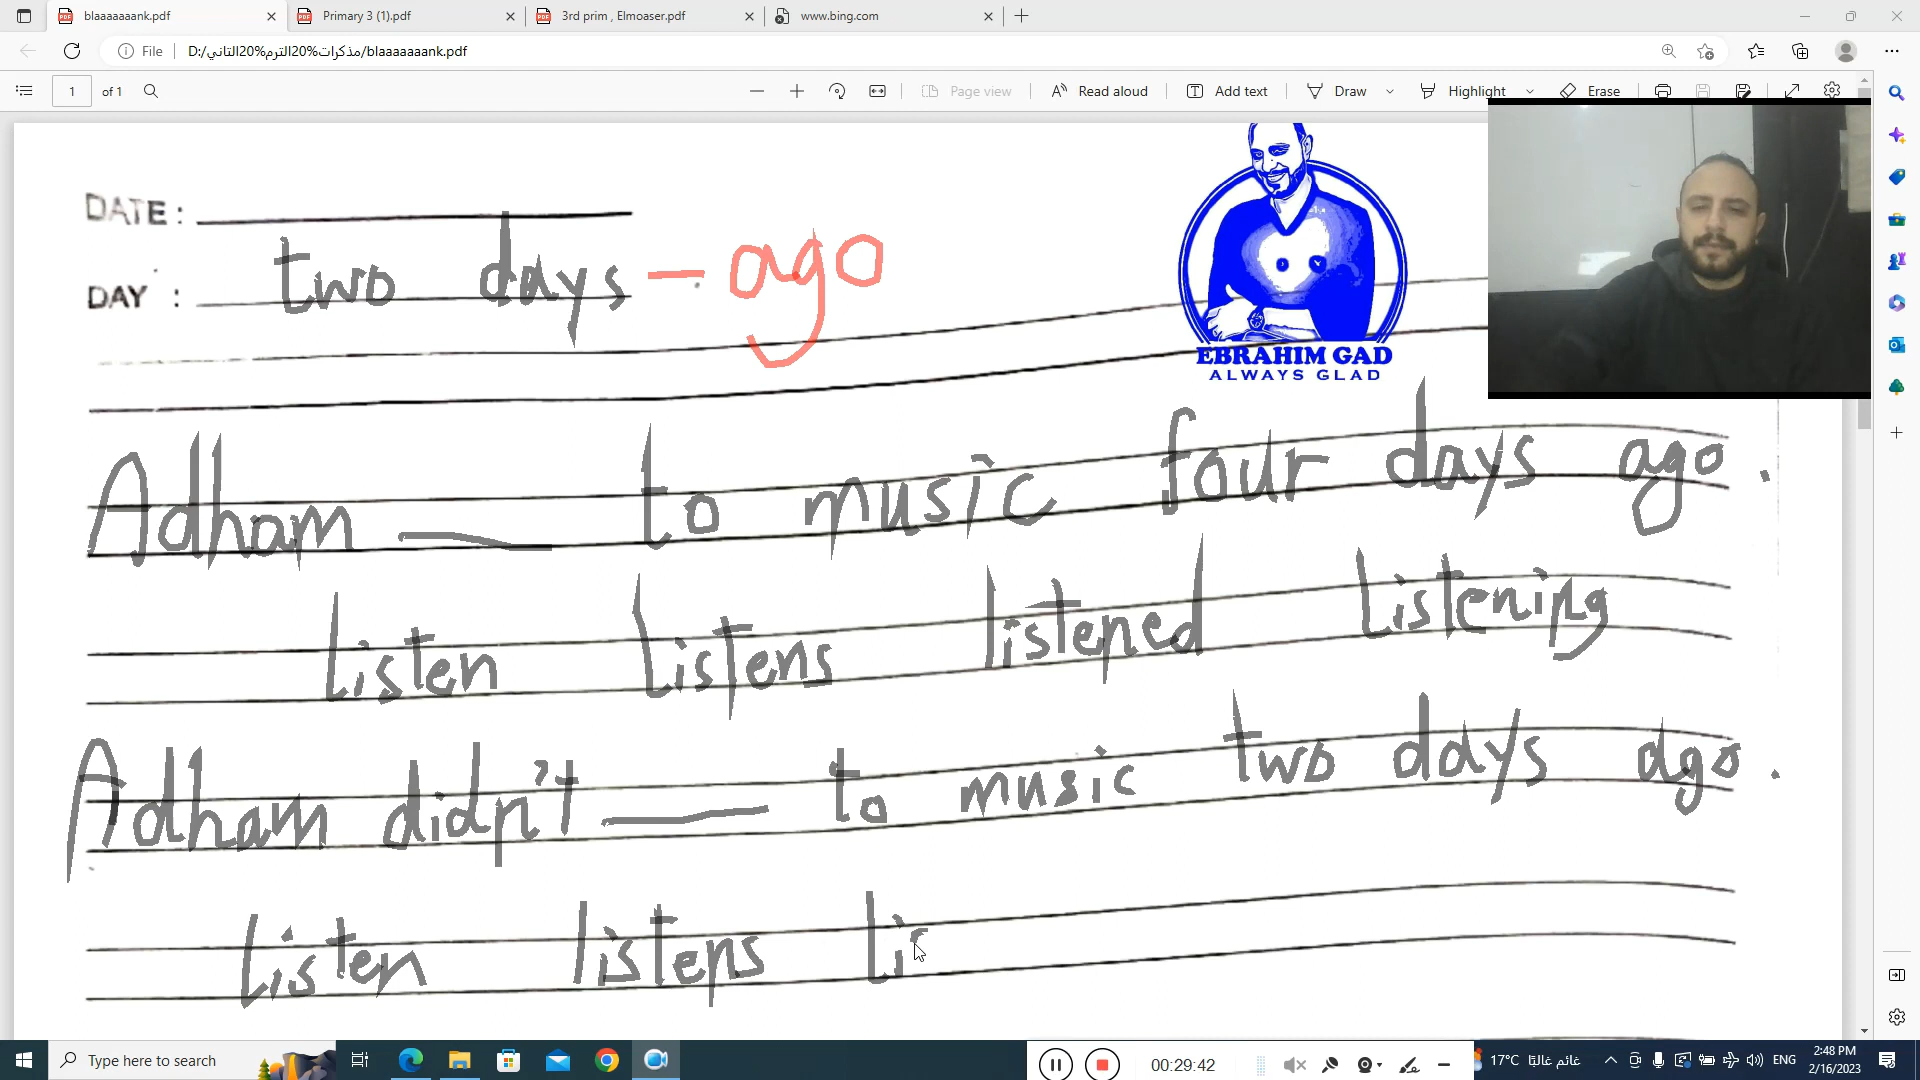 blaaaaaaank.pdf
Primary 3 (1).pdf
3rd prim , Elmoaser.pdf
www.bing.com
File
D:/مذكرات%20الترم%20التاني/blaaaaaaank.pdf
1 of 1
Page view
Read aloud
Add text
Draw
Highlight
Erase
DATE :
DAY :
two days - ago
EBRAHIM GAD
ALWAYS GLAD
Adham ___ to music four days ago.
listen listens listened listening
Adham didn't ___ to music two days ago.
listen listens lis
Type here to search
00:29:42
17°C غائم غالبًا
ENG
2:48 PM
2/16/2023